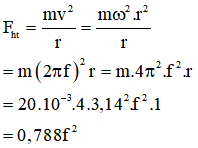 F_ht = mv²/r = mω².r²/r
= m(2πf)² r = m.4π².f².r
= 20.10⁻³.4.3,14².f².1
= 0,788f²